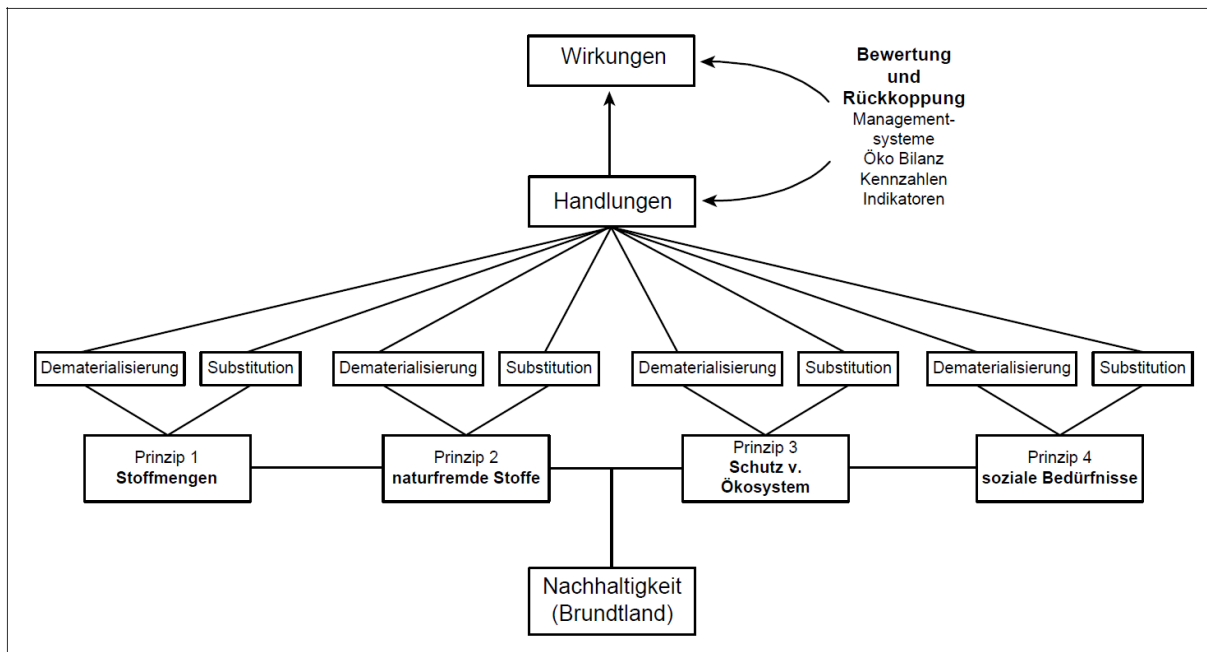 Wirkungen
Bewertung
und
Rückkoppung
Management-
systeme
Öko Bilanz
Kennzahlen
Indikatoren
Handlungen
Dematerialisierung
Substitution
Dematerialisierung
Substitution
Dematerialisierung
Substitution
Dematerialisierung
Substitution
Prinzip 1
Stoffmengen
Prinzip 2
naturfremde Stoffe
Prinzip 3
Schutz v.
Ökosystem
Prinzip 4
soziale Bedürfnisse
Nachhaltigkeit
(Brundtland)